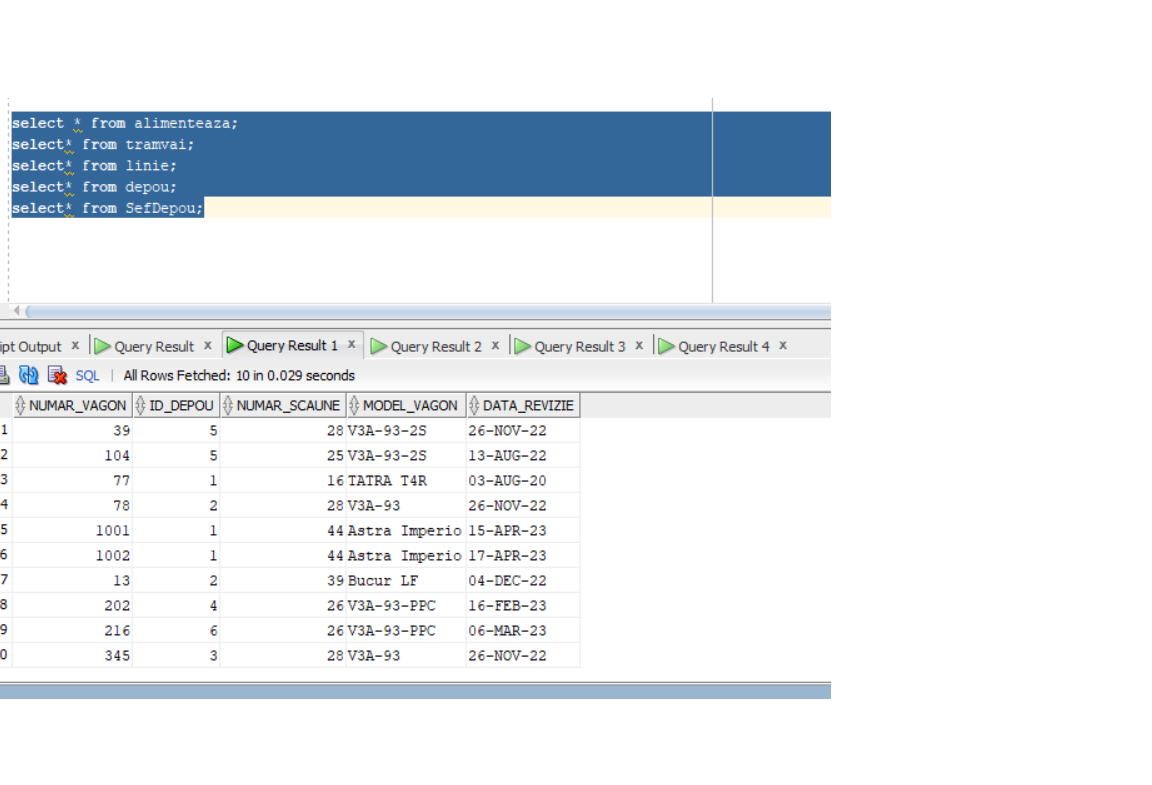 select * from alimenteaza;
select* from tramvai;
select* from linie;
select* from depou;
select* from SefDepou;
ipt Output x Query Result x Query Result 1 x Query Result 2 x Query Result 3 x Query Result 4 x
SQL | All Rows Fetched: 10 in 0.029 seconds
NUMAR_VAGON ID_DEPOU NUMAR_SCAUNE MODEL_VAGON DATA_REVIZIE
1 39 5 28 V3A-93-2S 26-NOV-22
2 104 5 25 V3A-93-2S 13-AUG-22
3 77 1 16 TATRA T4R 03-AUG-20
4 78 2 28 V3A-93 26-NOV-22
5 1001 1 44 Astra Imperio 15-APR-23
6 1002 1 44 Astra Imperio 17-APR-23
7 13 2 39 Bucur LF 04-DEC-22
8 202 4 26 V3A-93-PPC 16-FEB-23
9 216 6 26 V3A-93-PPC 06-MAR-23
0 345 3 28 V3A-93 26-NOV-22